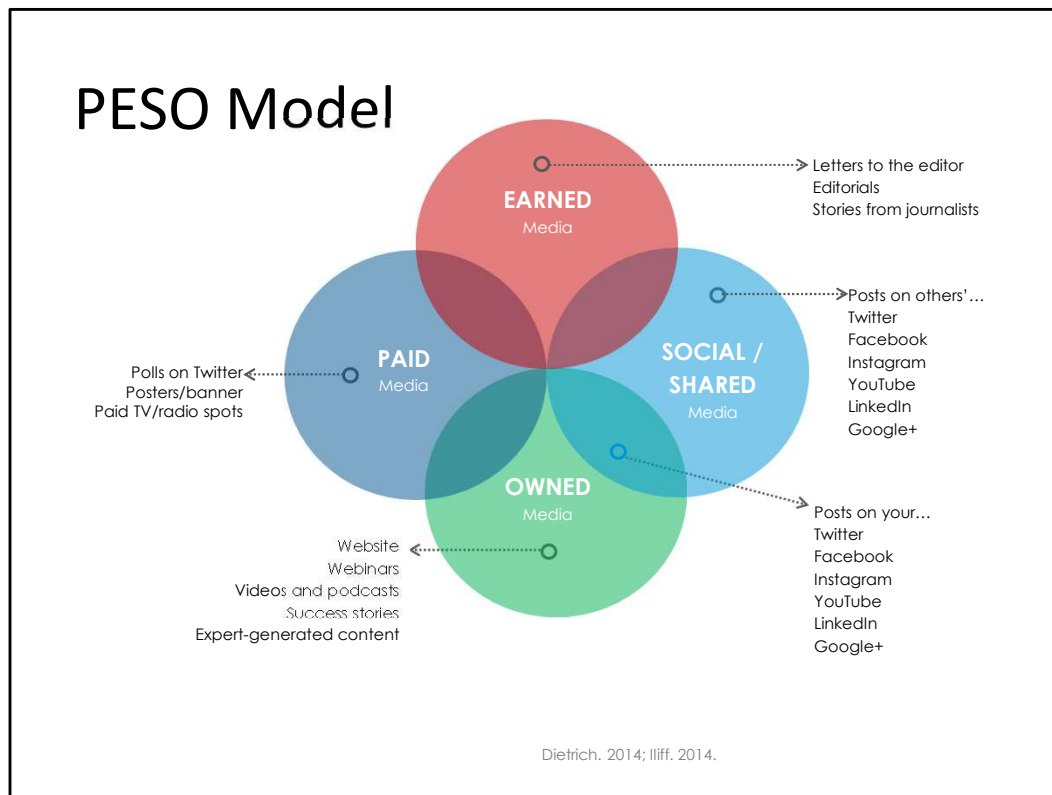 PESO Model
EARNED
Media
Letters to the editor
Editorials
Stories from journalists
PAID
Media
Polls on Twitter
Posters/banner
Paid TV/radio spots
SOCIAL /
SHARED
Media
Posts on others’…
Twitter
Facebook
Instagram
YouTube
LinkedIn
Google+
OWNED
Media
Website
Webinars
Videos and podcasts
Success stories
Expert-generated content
Posts on your…
Twitter
Facebook
Instagram
YouTube
LinkedIn
Google+
Dietrich. 2014; Iliff. 2014.